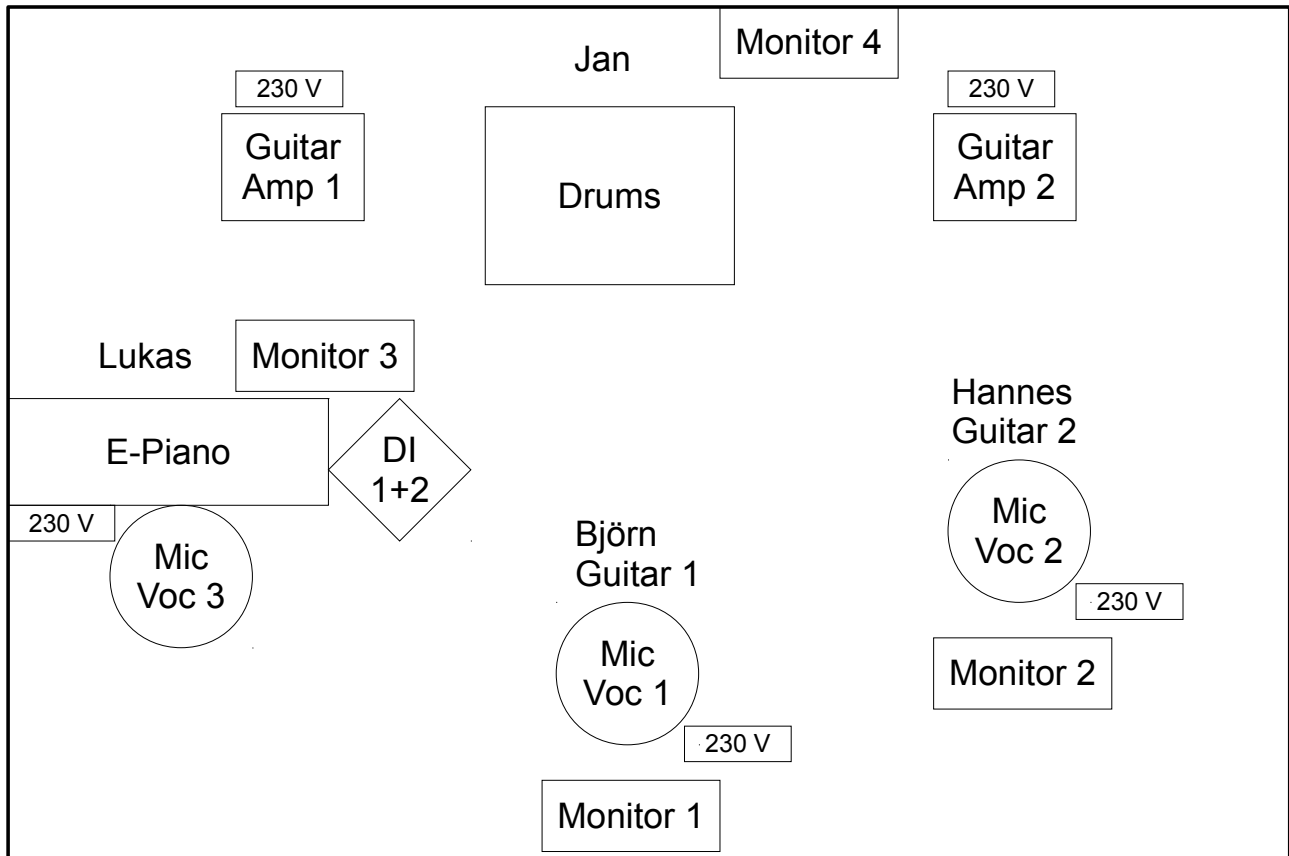 Jan
Monitor 4
230 V
230 V
Guitar
Amp 1
Drums
Guitar
Amp 2
Lukas
Monitor 3
E-Piano
DI
1+2
Hannes
Guitar 2
230 V
Mic
Voc 3
Björn
Guitar 1
Mic
Voc 2
230 V
Mic
Voc 1
Monitor 2
230 V
Monitor 1